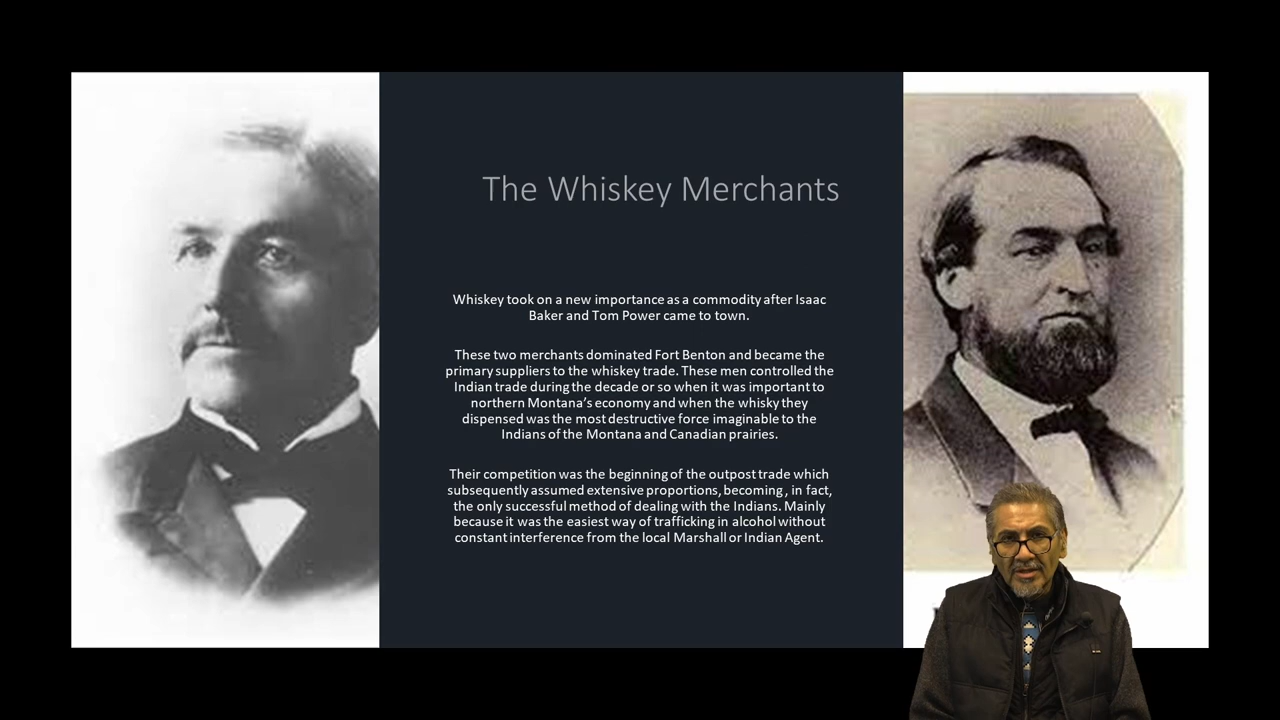 The Whiskey Merchants
Whiskey took on a new importance as a commodity after Isaac
Baker and Tom Power came to town.
These two merchants dominated Fort Benton and became the
primary suppliers to the whiskey trade. These men controlled the
Indian trade during the decade or so when it was important to
northern Montana's economy and when the whisky they
dispensed was the most destructive force imaginable to the
Indians of the Montana and Canadian prairies.
Their competition was the beginning of the outpost trade which
subsequently assumed extensive proportions, becoming , in fact,
the only successful method of dealing with the Indians. Mainly
because it was the easiest way of trafficking in alcohol without
constant interference from the local Marshall or Indian Agent.